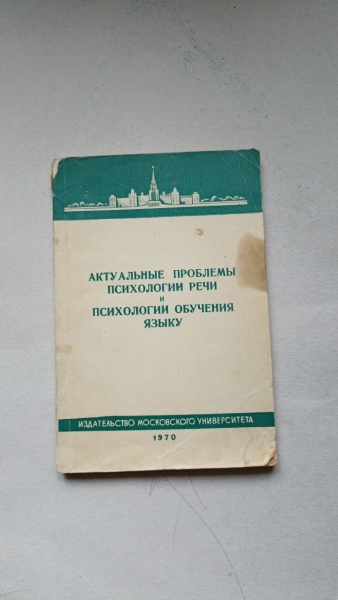 АКТУАЛЬНЫЕ ПРОБЛЕМЫ
ПСИХОЛОГИИ РЕЧИ
И
ПСИХОЛОГИИ ОБУЧЕНИЯ
ЯЗЫКУ
ИЗДАТЕЛЬСТВО МОСКОВСКОГО УНИВЕРСИТЕТА
1970